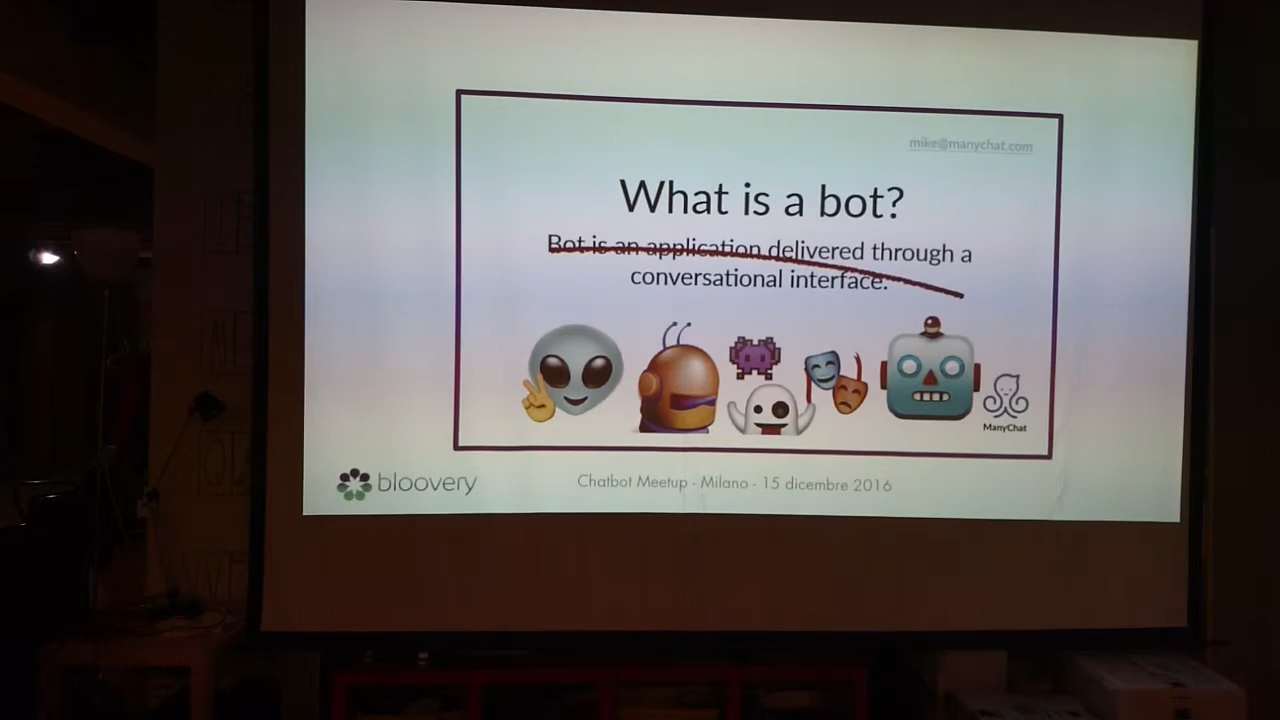 mike@manychat.com
What is a bot?
Bot is an application delivered through a
conversational interface.
ManyChat
bloovery
Chatbot Meetup - Milano - 15 dicembre 2016